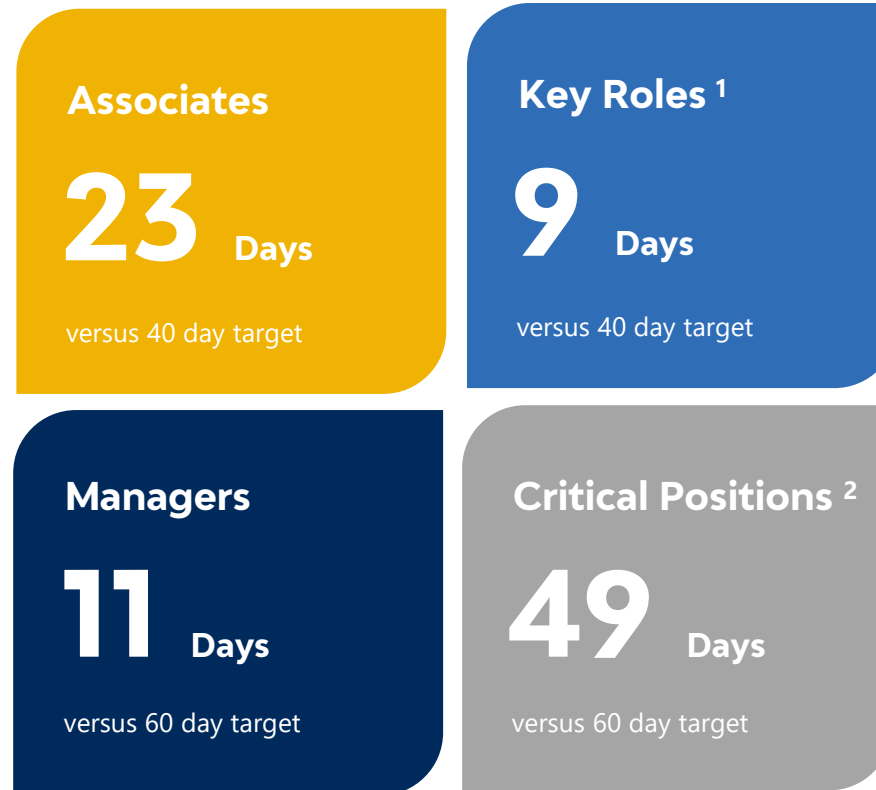 Associates
23 Days
versus 40 day target
Key Roles ¹
9 Days
versus 40 day target
Managers
11 Days
versus 60 day target
Critical Positions ²
49 Days
versus 60 day target